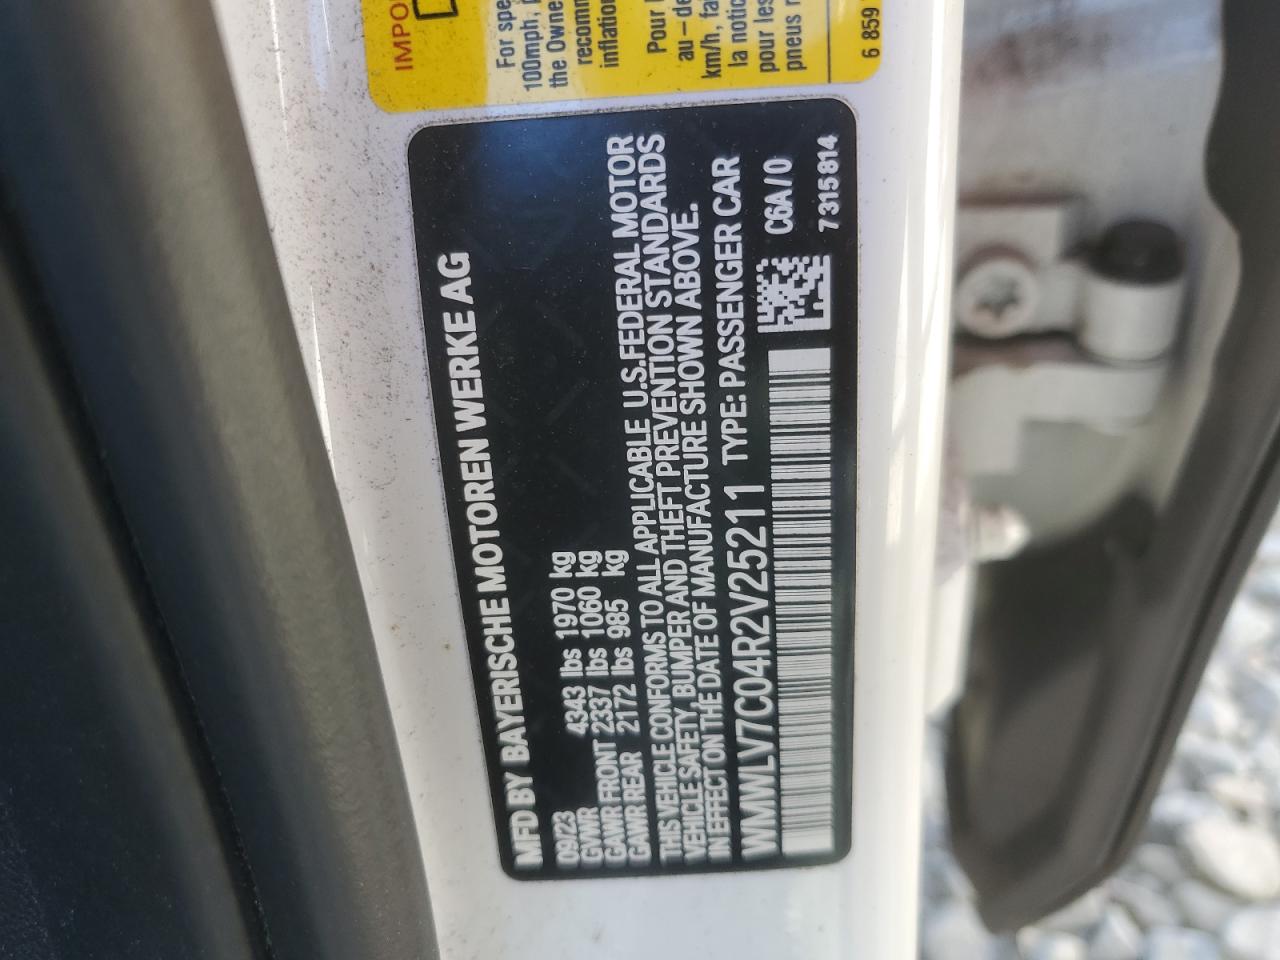 IMPO
For spe
100mph,
the Owne
recomm
inflation
Pour
au-de
km/h, fa
la notic
pour les
pneus
6 859
MFD BY BAYERISCHE MOTOREN WERKE AG
09/23
GVWR 4343 lbs 1970 kg
GAWR FRONT 2337 lbs 1060 kg
GAWR REAR 2172 lbs 985 kg
THIS VEHICLE CONFORMS TO ALL APPLICABLE U.S.FEDERAL MOTOR
VEHICLE SAFETY, BUMPER AND THEFT PREVENTION STANDARDS
IN EFFECT ON THE DATE OF MANUFACTURE SHOWN ABOVE.
WMWLV7C04R2V25211 TYPE: PASSENGER CAR
C6A/0
7315814